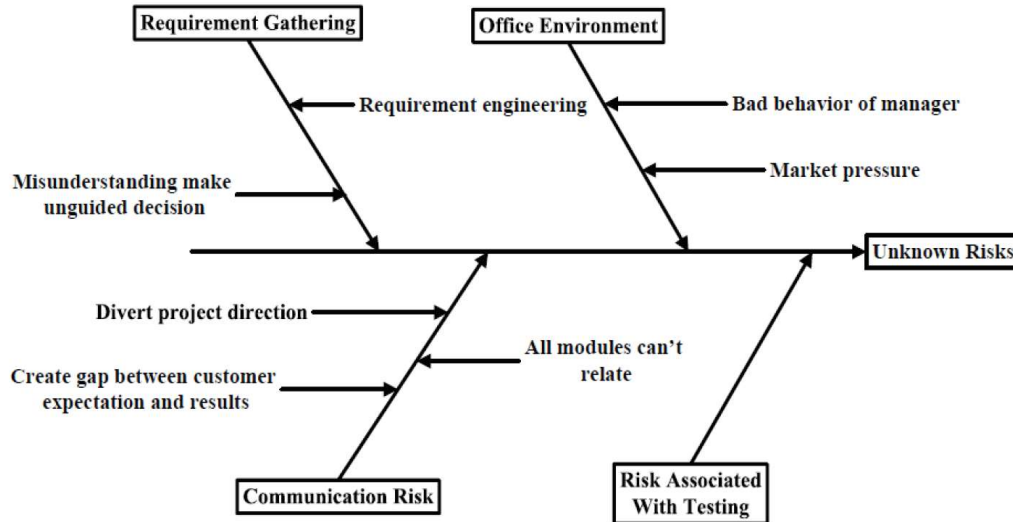 Requirement Gathering
Office Environment
Requirement engineering
Bad behavior of manager
Misunderstanding make
unguided decision
Market pressure
Unknown Risks
Divert project direction
All modules can’t
relate
Create gap between customer
expectation and results
Communication Risk
Risk Associated
With Testing